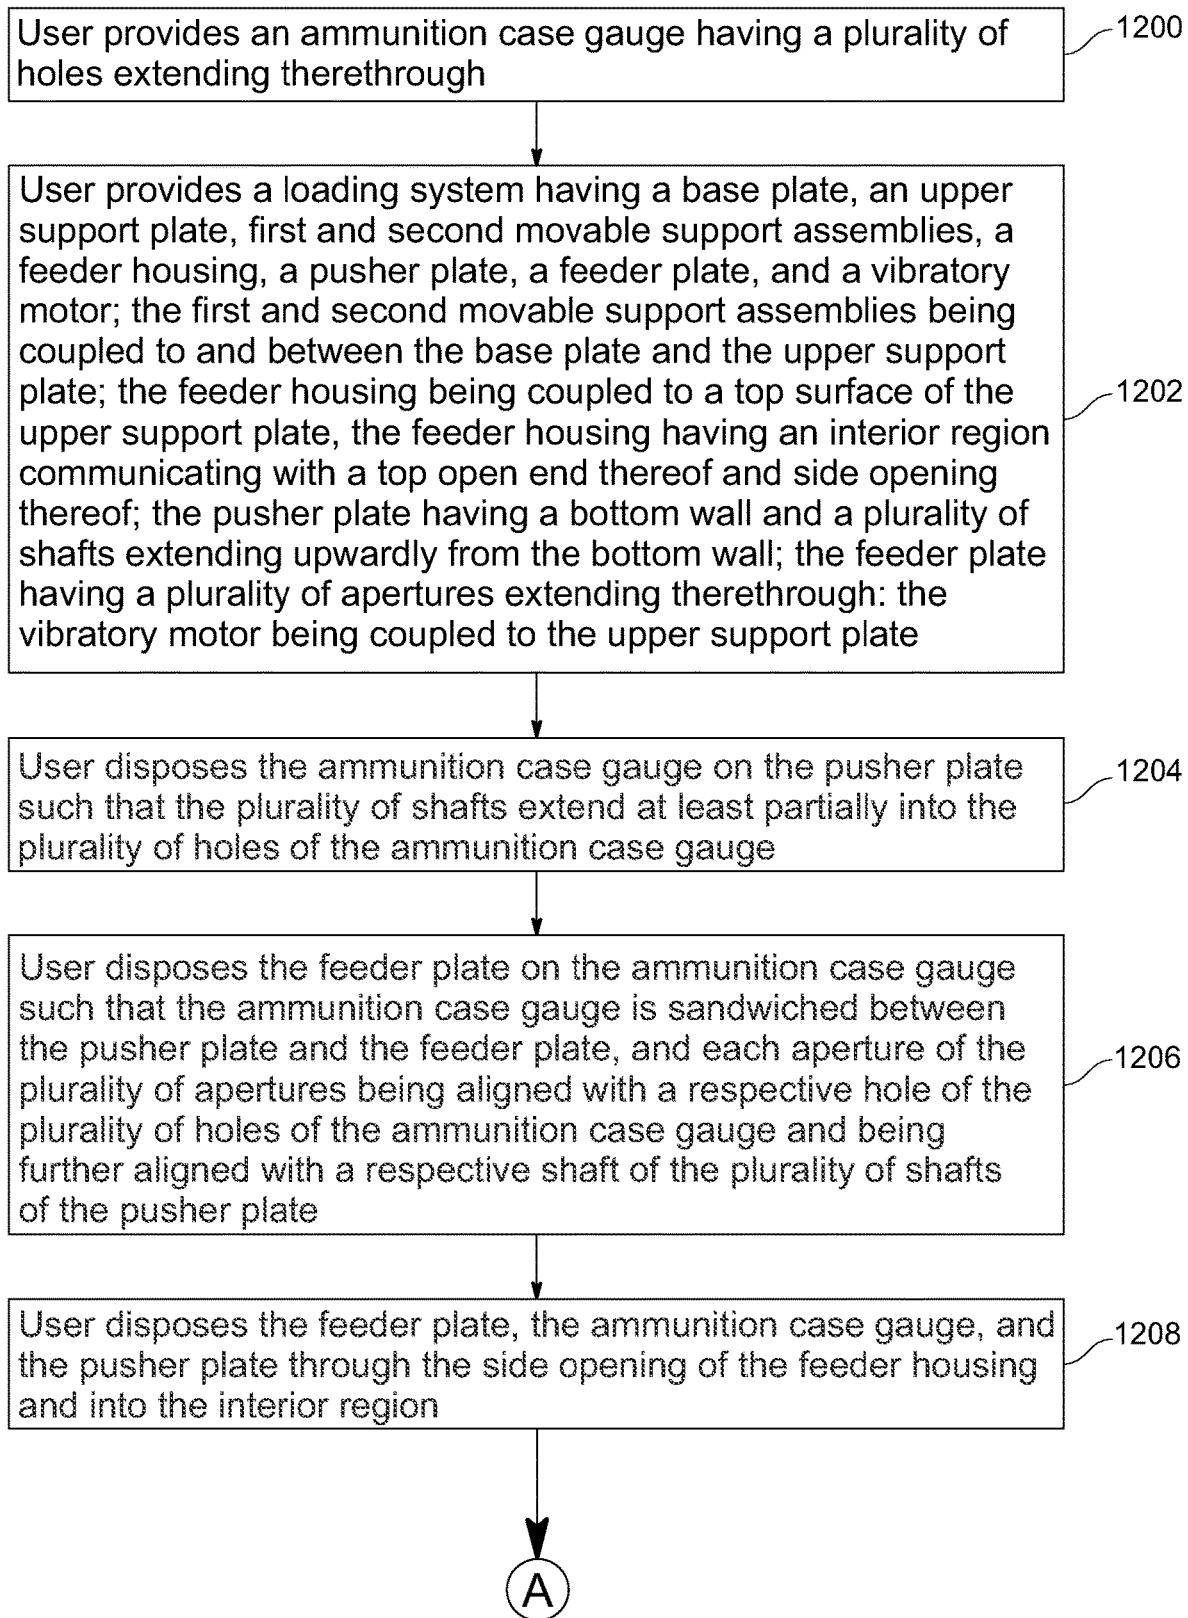 User provides an ammunition case gauge having a plurality of
holes extending therethrough
1200
User provides a loading system having a base plate, an upper
support plate, first and second movable support assemblies, a
feeder housing, a pusher plate, a feeder plate, and a vibratory
motor; the first and second movable support assemblies being
coupled to and between the base plate and the upper support
plate; the feeder housing being coupled to a top surface of the
upper support plate, the feeder housing having an interior region
communicating with a top open end thereof and side opening
thereof; the pusher plate having a bottom wall and a plurality of
shafts extending upwardly from the bottom wall; the feeder plate
having a plurality of apertures extending therethrough: the
vibratory motor being coupled to the upper support plate
1202
User disposes the ammunition case gauge on the pusher plate
such that the plurality of shafts extend at least partially into the
plurality of holes of the ammunition case gauge
1204
User disposes the feeder plate on the ammunition case gauge
such that the ammunition case gauge is sandwiched between
the pusher plate and the feeder plate, and each aperture of the
plurality of apertures being aligned with a respective hole of the
plurality of holes of the ammunition case gauge and being
further aligned with a respective shaft of the plurality of shafts
of the pusher plate
1206
User disposes the feeder plate, the ammunition case gauge, and
the pusher plate through the side opening of the feeder housing
and into the interior region
1208
A